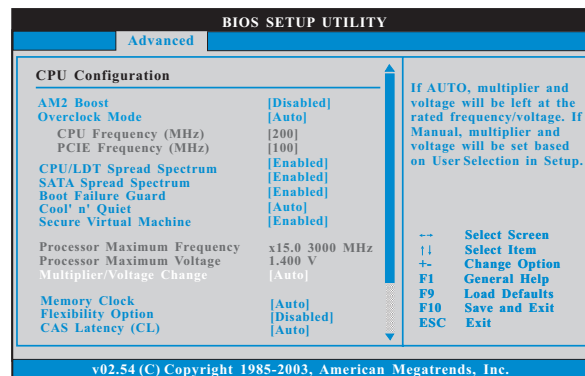 BIOS SETUP UTILITY
Advanced
CPU Configuration
AM2 Boost [Disabled]
Overclock Mode [Auto]
CPU Frequency (MHz) [200]
PCIE Frequency (MHz) [100]
CPU/LDT Spread Spectrum [Enabled]
SATA Spread Spectrum [Enabled]
Boot Failure Guard [Enabled]
Cool' n' Quiet [Auto]
Secure Virtual Machine [Enabled]
Processor Maximum Frequency x15.0 3000 MHz
Processor Maximum Voltage 1.400 V
Multiplier/Voltage Change [Auto]
Memory Clock [Auto]
Flexibility Option [Disabled]
CAS Latency (CL) [Auto]
If AUTO, multiplier and
voltage will be left at the
rated frequency/voltage. If
Manual, multiplier and
voltage will be set based
on User Selection in Setup.
←→ Select Screen
↑↓ Select Item
+- Change Option
F1 General Help
F9 Load Defaults
F10 Save and Exit
ESC Exit
v02.54 (C) Copyright 1985-2003, American Megatrends, Inc.